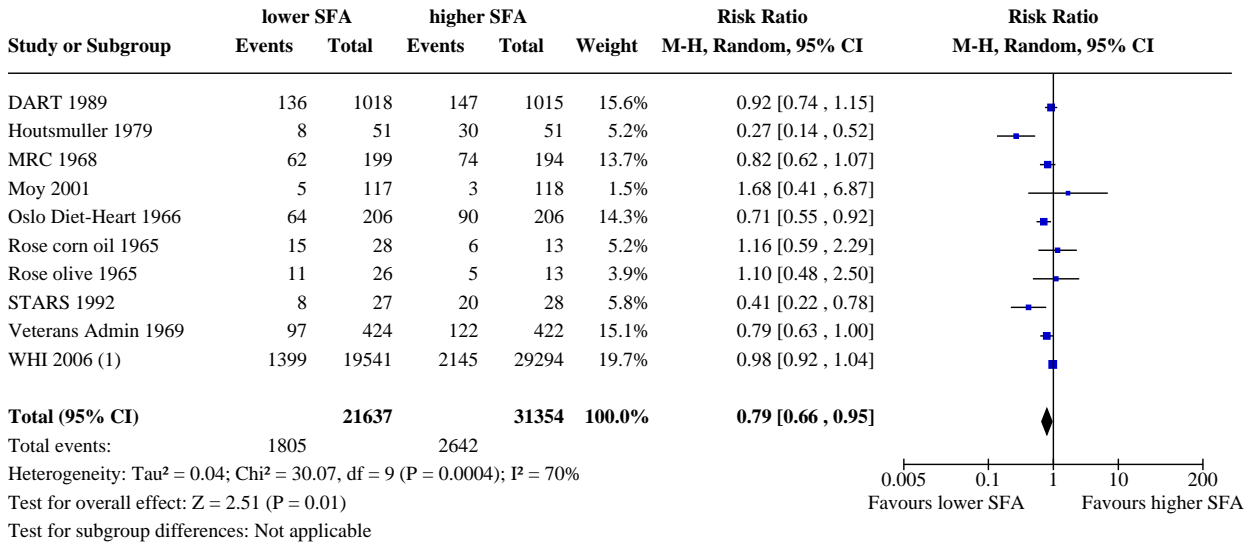 lower SFA higher SFA Risk Ratio Risk Ratio
Study or Subgroup Events Total Events Total Weight M-H, Random, 95% CI M-H, Random, 95% CI
DART 1989 136 1018 147 1015 15.6% 0.92 [0.74 , 1.15]
Houtsmuller 1979 8 51 30 51 5.2% 0.27 [0.14 , 0.52]
MRC 1968 62 199 74 194 13.7% 0.82 [0.62 , 1.07]
Moy 2001 5 117 3 118 1.5% 1.68 [0.41 , 6.87]
Oslo Diet-Heart 1966 64 206 90 206 14.3% 0.71 [0.55 , 0.92]
Rose corn oil 1965 15 28 6 13 5.2% 1.16 [0.59 , 2.29]
Rose olive 1965 11 26 5 13 3.9% 1.10 [0.48 , 2.50]
STARS 1992 8 27 20 28 5.8% 0.41 [0.22 , 0.78]
Veterans Admin 1969 97 424 122 422 15.1% 0.79 [0.63 , 1.00]
WHI 2006 (1) 1399 19541 2145 29294 19.7% 0.98 [0.92 , 1.04]
Total (95% CI) 21637 31354 100.0% 0.79 [0.66 , 0.95]
Total events: 1805 2642
Heterogeneity: Tau² = 0.04; Chi² = 30.07, df = 9 (P = 0.0004); I² = 70%
0.005 0.1 1 10 200
Test for overall effect: Z = 2.51 (P = 0.01) Favours lower SFA Favours higher SFA
Test for subgroup differences: Not applicable